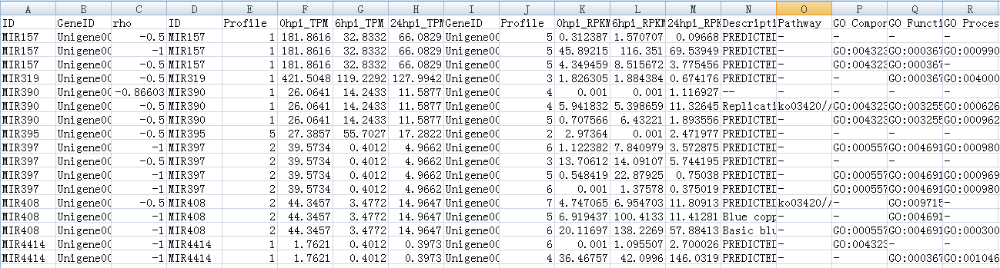 A B C D E F G H I J K L M N O P Q R
ID GeneID rho ID Profile 0hpi_TPM 6hpi_TPM 24hpi_TPM GeneID Profile 0hpi_RPKM 6hpi_RPKM 24hpi_RPK Descripti Pathway GO Compor GO Functi GO Proces
MIR157 Unigene00 -0.5 MIR157 1 181.8616 32.8332 66.0829 Unigene00 5 0.312387 1.570707 0.09668 PREDICTED - - - -
MIR157 Unigene00 -1 MIR157 1 181.8616 32.8332 66.0829 Unigene00 5 45.89215 116.351 69.53949 PREDICTED - GO:004323 GO:000367 GO:000990
MIR157 Unigene00 -0.5 MIR157 1 181.8616 32.8332 66.0829 Unigene00 5 4.349459 8.515672 3.775456 PREDICTED - GO:004323 GO:000367 -
MIR319 Unigene00 -0.5 MIR319 1 421.5048 119.2292 127.9942 Unigene00 3 1.826305 1.884384 0.674176 PREDICTED - - GO:000367 GO:004000
MIR390 Unigene00 -0.86603 MIR390 1 26.0641 14.2433 11.5877 Unigene00 4 0.001 0.001 1.116927 -- - - - -
MIR390 Unigene00 -0.5 MIR390 1 26.0641 14.2433 11.5877 Unigene00 4 5.941832 5.398659 11.32645 Replicati ko03420// GO:004323 GO:003255 GO:000626
MIR390 Unigene00 -0.5 MIR390 1 26.0641 14.2433 11.5877 Unigene00 5 0.707566 6.43221 1.893556 PREDICTED - GO:004323 GO:003255 GO:000962
MIR395 Unigene00 -0.5 MIR395 5 27.3857 55.7027 17.2822 Unigene00 2 2.97364 0.001 2.471977 PREDICTED - - - -
MIR397 Unigene00 -1 MIR397 2 39.5734 0.4012 4.9662 Unigene00 6 1.122382 7.840979 3.572875 PREDICTED - GO:000557 GO:004691 GO:000980
MIR397 Unigene00 -0.5 MIR397 2 39.5734 0.4012 4.9662 Unigene00 3 13.70612 14.09107 5.744195 PREDICTED - - - -
MIR397 Unigene00 -1 MIR397 2 39.5734 0.4012 4.9662 Unigene00 5 0.548419 22.87925 0.75038 PREDICTED - GO:000557 GO:004691 GO:000969
MIR397 Unigene00 -1 MIR397 2 39.5734 0.4012 4.9662 Unigene00 6 0.001 1.37578 0.375019 PREDICTED - GO:000557 GO:004691 GO:000980
MIR408 Unigene00 -0.5 MIR408 2 44.3457 3.4772 14.9647 Unigene00 7 4.747065 6.954703 11.80913 PREDICTED ko03420// - GO:009715 -
MIR408 Unigene00 -1 MIR408 2 44.3457 3.4772 14.9647 Unigene00 5 6.919437 100.4133 11.41281 Blue copp - - GO:004691 -
MIR408 Unigene00 -1 MIR408 2 44.3457 3.4772 14.9647 Unigene00 6 20.11697 138.2269 57.88413 Basic blu - GO:000557 GO:004691 GO:000300
MIR4414 Unigene00 -1 MIR4414 1 1.7621 0.4012 0.3973 Unigene00 6 0.001 1.095507 2.700026 PREDICTED - GO:004323 - -
MIR4414 Unigene00 -1 MIR4414 1 1.7621 0.4012 0.3973 Unigene00 4 36.46757 42.0996 146.0319 PREDICTED - - GO:000367 GO:001046